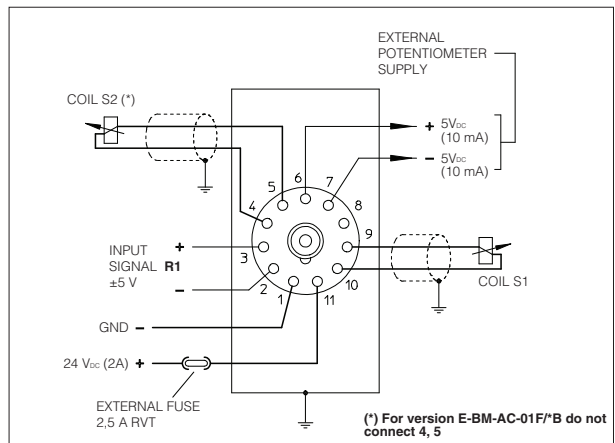 EXTERNAL
POTENTIOMETER
SUPPLY
COIL S2 (*)
+ 5VDC
(10 mA)
- 5VDC
(10 mA)
6
5
7
4
8
3
9
2
10
1
11
INPUT
SIGNAL R1
±5 V
+
-
COIL S1
GND -
24 VDC (2A) +
EXTERNAL FUSE
2,5 A RVT
(*) For version E-BM-AC-01F/*B do not
connect 4, 5